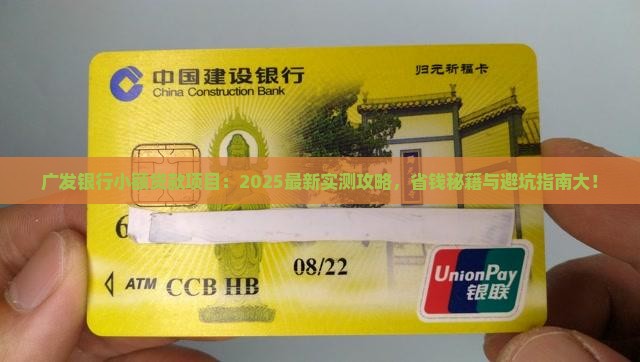 中国建设银行
China Construction Bank
归元祈福卡
广发银行小额贷款项目：2025最新实测攻略，省钱秘籍与避坑指南大！
6
08/22
ATM CCB HB
UnionPay
银联